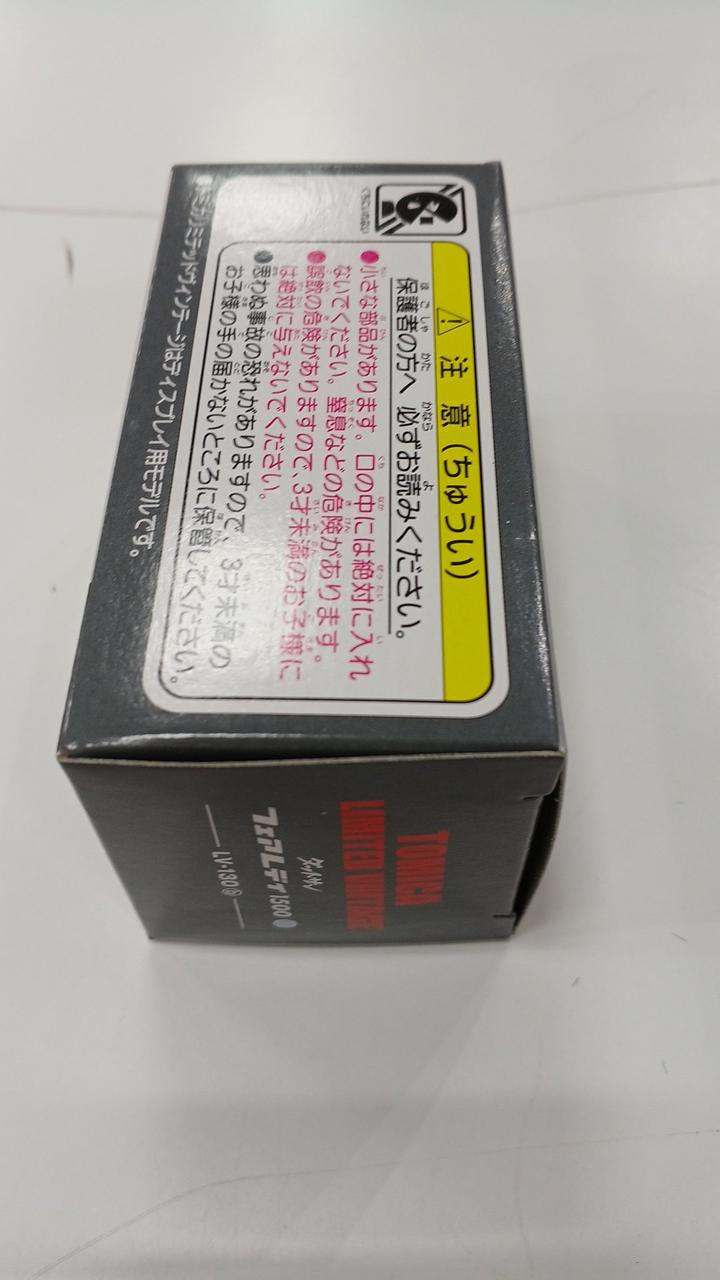 くちにいれない
注意(ちゅうい)
保護者の方へ 必ずお読みください。
●小さな部品があります。口の中には絶対に入れ
ないでください。窒息などの危険があります。
●誤飲の危険がありますので、3才未満のお子様に
は絶対に与えないでください。
●思わぬ事故の恐れがありますので、3才未満の
お子様の手の届かないところに保管してください。
●トミカリミテッドヴィンテージはディスプレイ用モデルです。
TOMICA
LIMITED VINTAGE
ダットサン
フェアレディ1500
LV-130ⓑ